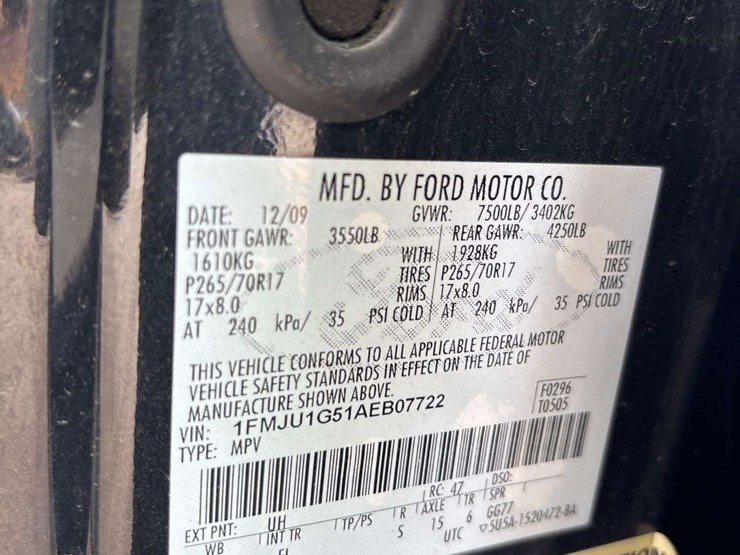 MFD. BY FORD MOTOR CO.
DATE: 12/09 GVWR: 7500LB/3402KG
FRONT GAWR: 3550LB REAR GAWR: 4250LB
1610KG WITH 1928KG WITH
P265/70R17 TIRES P265/70R17 TIRES
17x8.0 RIMS 17x8.0 RIMS
AT 240 kPa/ 35 PSI COLD AT 240 kPa/ 35 PSI COLD
THIS VEHICLE CONFORMS TO ALL APPLICABLE FEDERAL MOTOR
VEHICLE SAFETY STANDARDS IN EFFECT ON THE DATE OF
MANUFACTURE SHOWN ABOVE.
VIN: 1FMJU1G51AEB07722 F0296
TYPE: MPV T0505
EXT PNT: UH RC: 47 DSO:
WB INT TR TP/PS R AXLE TR SPR
S 15 6 GG77
UTC 5U5A-1520472-BA